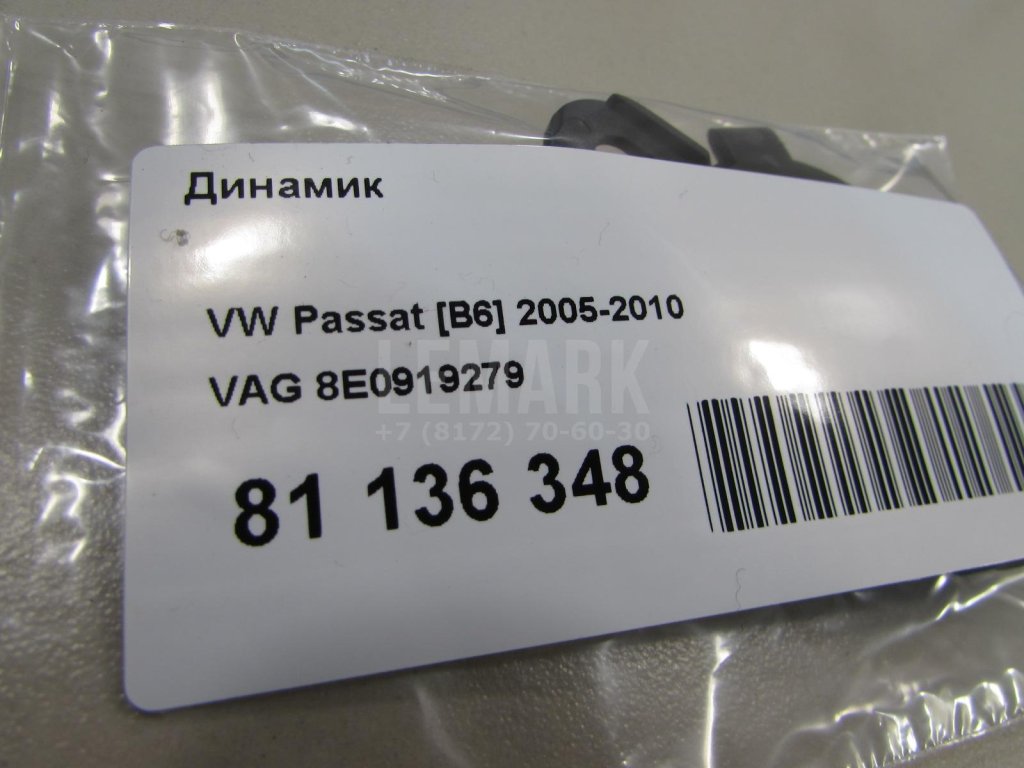 Динамик
VW Passat [B6] 2005-2010
VAG 8E0919279
LEMARK
+7 (8172) 70-60-30
81 136 348